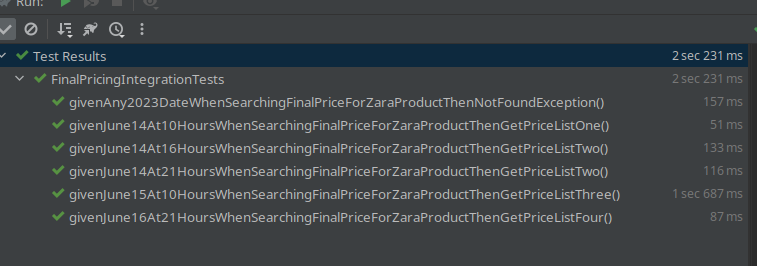 Run:
Test Results 2 sec 231 ms
FinalPricingIntegrationTests 2 sec 231 ms
givenAny2023DateWhenSearchingFinalPriceForZaraProductThenNotFoundException() 157 ms
givenJune14At10HoursWhenSearchingFinalPriceForZaraProductThenGetPriceListOne() 51 ms
givenJune14At16HoursWhenSearchingFinalPriceForZaraProductThenGetPriceListTwo() 133 ms
givenJune14At21HoursWhenSearchingFinalPriceForZaraProductThenGetPriceListTwo() 116 ms
givenJune15At10HoursWhenSearchingFinalPriceForZaraProductThenGetPriceListThree() 1 sec 687 ms
givenJune16At21HoursWhenSearchingFinalPriceForZaraProductThenGetPriceListFour() 87 ms